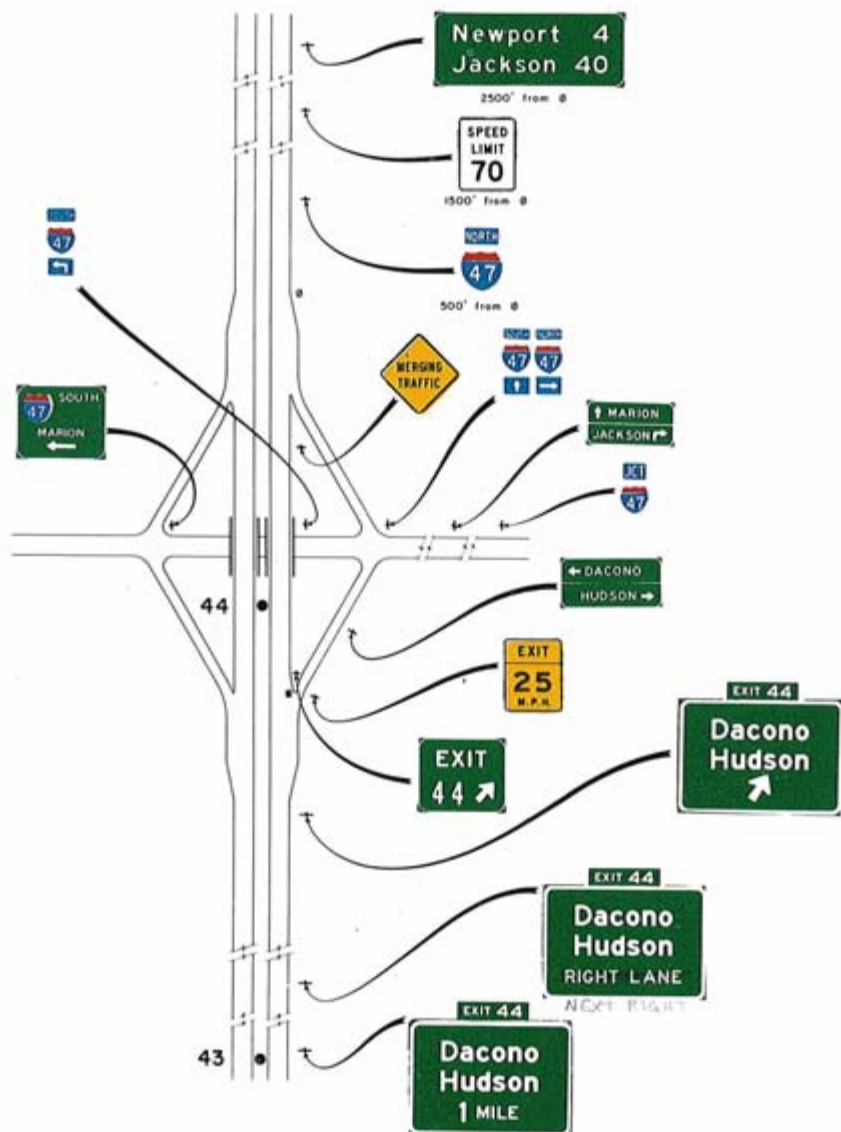 Newport 4
Jackson 40
2500' from Ø
SPEED
LIMIT
70
1500' from Ø
NORTH
47
500' from Ø
Ø
47
SOUTH NORTH
47 47
MERGING
TRAFFIC
47 SOUTH
MARION
MARION
JACKSON
JCT
47
DACONO
HUDSON
44
EXIT
25
M.P.H.
EXIT 44
Dacono
Hudson
EXIT
44
EXIT 44
Dacono
Hudson
RIGHT LANE
NEXT RIGHT
EXIT 44
Dacono
Hudson
1 MILE
43